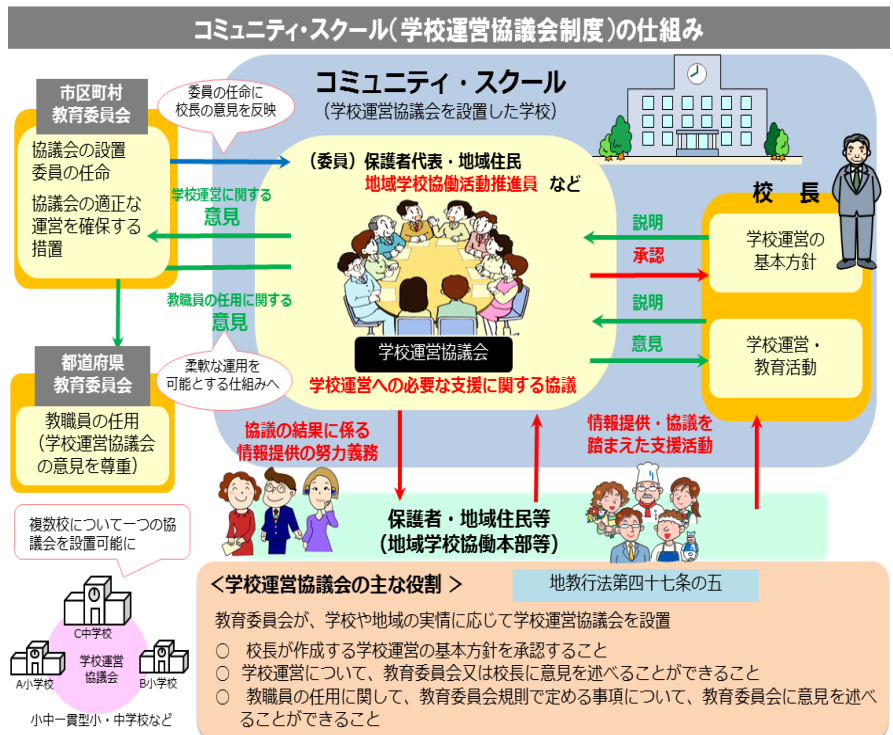 コミュニティ・スクール(学校運営協議会制度)の仕組み
市区町村
教育委員会
協議会の設置
委員の任命
協議会の適正な
運営を確保する
措置
委員の任命に
校長の意見を反映
コミュニティ・スクール
(学校運営協議会を設置した学校)
(委員)保護者代表・地域住民
地域学校協働活動推進員 など
学校運営に関する
意見
教職員の任用に関する
意見
柔軟な運用を
可能とする仕組みへ
都道府県
教育委員会
教職員の任用
(学校運営協議会
の意見を尊重)
学校運営協議会
学校運営への必要な支援に関する協議
校 長
説明
承認
学校運営の
基本方針
説明
意見
学校運営・
教育活動
協議の結果に係る
情報提供の努力義務
情報提供・協議を
踏まえた支援活動
保護者・地域住民等
(地域学校協働本部等)
複数校について一つの協
議会を設置可能に
C中学校
学校運営
協議会
A小学校
B小学校
小中一貫型小・中学校など
<学校運営協議会の主な役割 >
地教行法第四十七条の五
教育委員会が、学校や地域の実情に応じて学校運営協議会を設置
○ 校長が作成する学校運営の基本方針を承認すること
○ 学校運営について、教育委員会又は校長に意見を述べることができること
○ 教職員の任用に関して、教育委員会規則で定める事項について、教育委員会に意見を述べ
ることができること